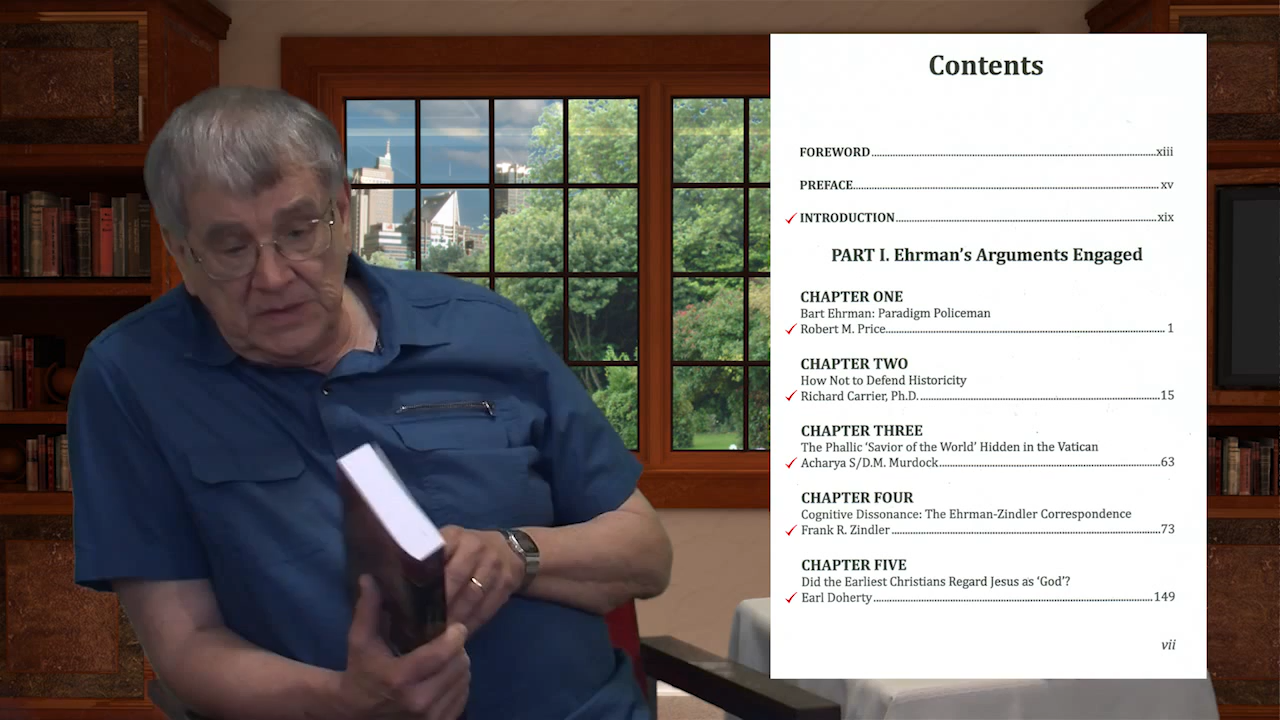 Contents
FOREWORD....................xiii
PREFACE....................xv
✓ INTRODUCTION....................xix
PART I. Ehrman's Arguments Engaged
CHAPTER ONE
Bart Ehrman: Paradigm Policeman
✓ Robert M. Price....................1
CHAPTER TWO
How Not to Defend Historicity
✓ Richard Carrier, Ph.D.....................15
CHAPTER THREE
The Phallic ‘Savior of the World’ Hidden in the Vatican
✓ Acharya S/D.M. Murdock....................63
CHAPTER FOUR
Cognitive Dissonance: The Ehrman-Zindler Correspondence
✓ Frank R. Zindler....................73
CHAPTER FIVE
Did the Earliest Christians Regard Jesus as ‘God’?
✓ Earl Doherty....................149
vii